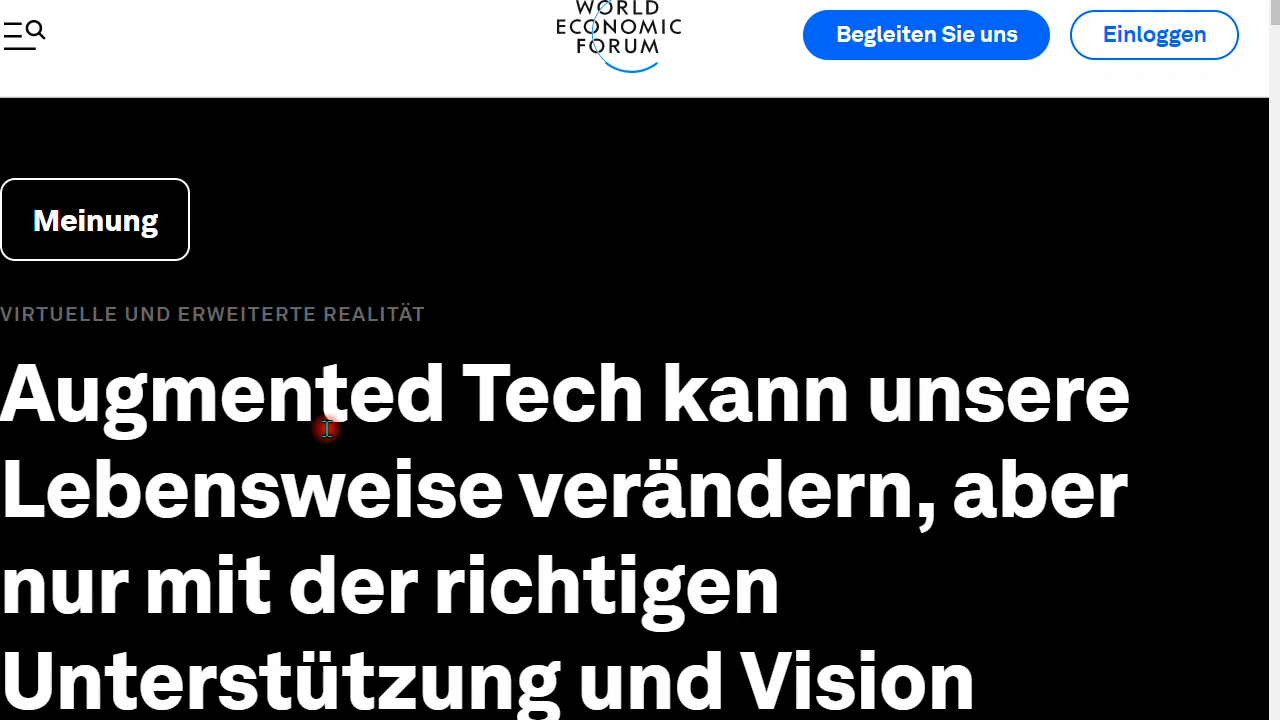 WORLD
ECONOMIC
FORUM
Begleiten Sie uns
Einloggen
Meinung
VIRTUELLE UND ERWEITERTE REALITÄT
Augmented Tech kann unsere
Lebensweise verändern, aber
nur mit der richtigen
Unterstützung und Vision